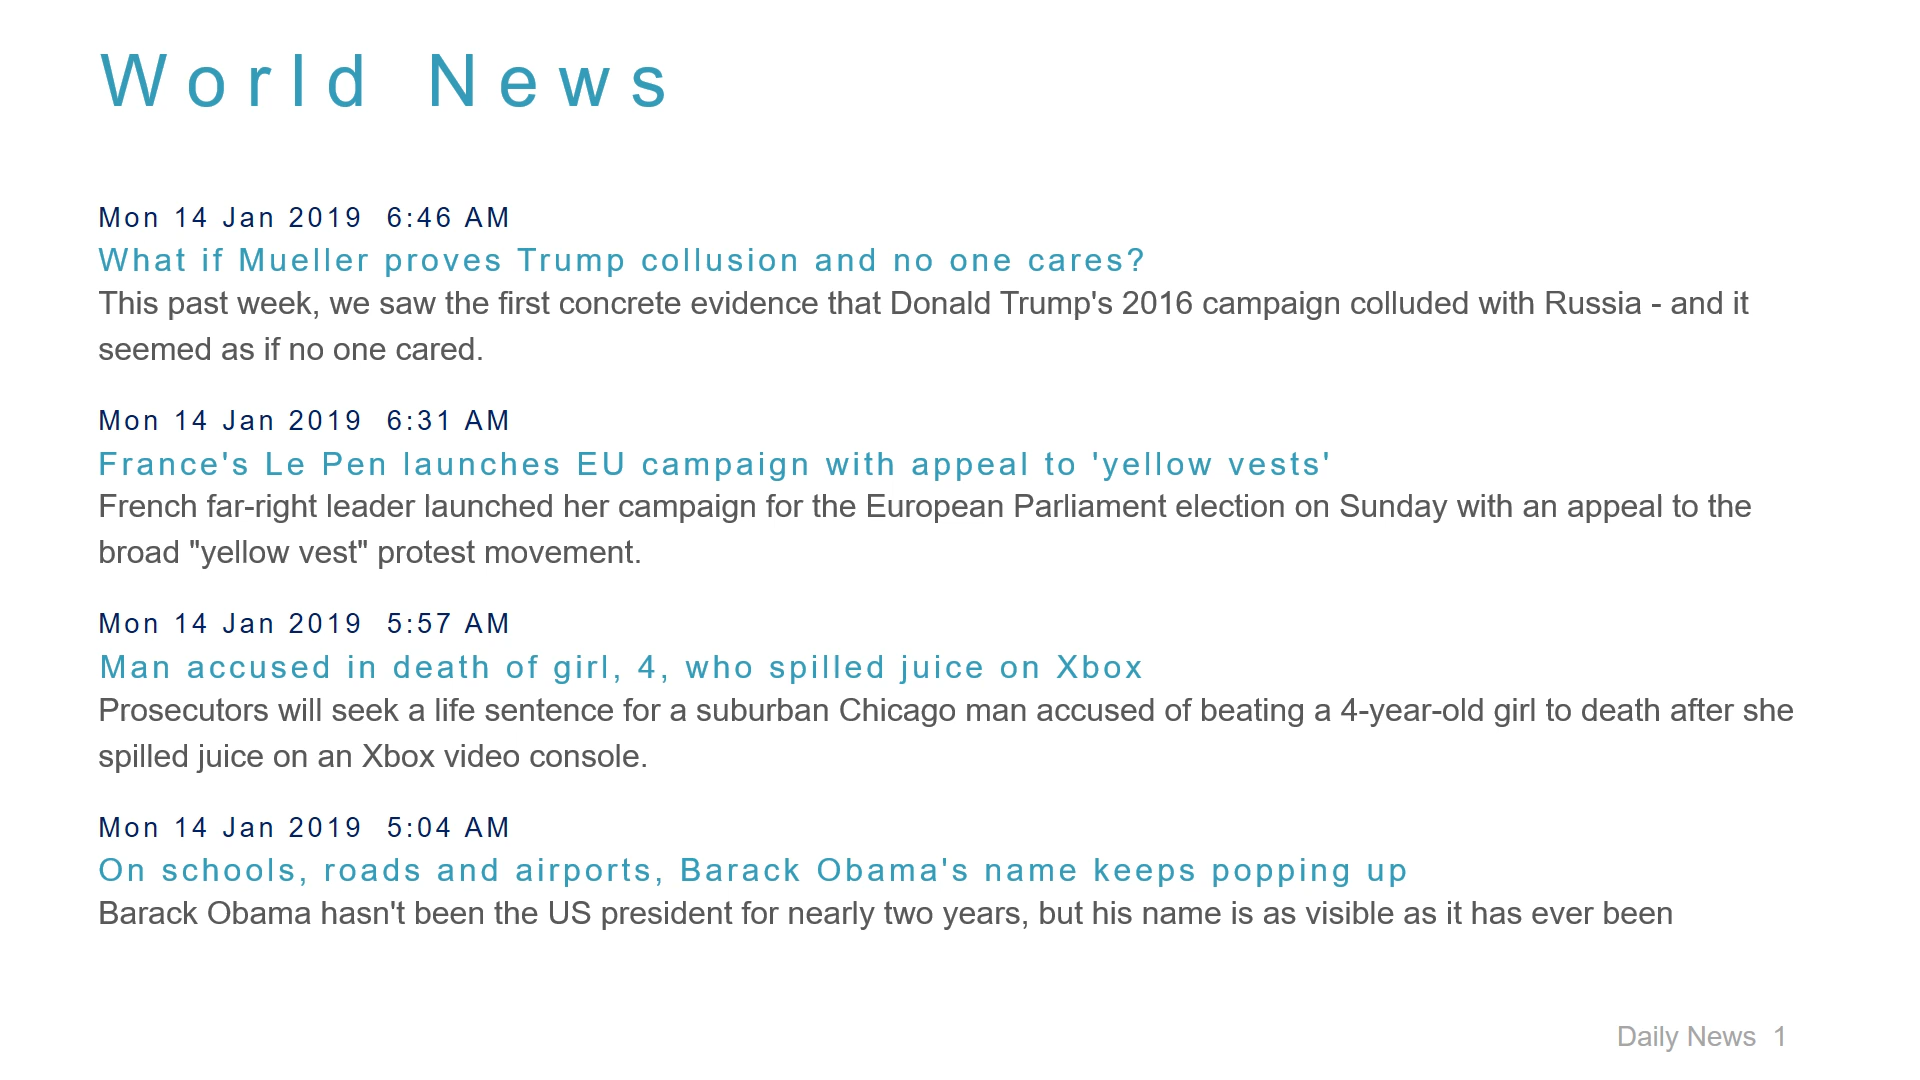 World News
Mon 14 Jan 2019 6:46 AM
What if Mueller proves Trump collusion and no one cares?
This past week, we saw the first concrete evidence that Donald Trump's 2016 campaign colluded with Russia - and it
seemed as if no one cared.
Mon 14 Jan 2019 6:31 AM
France's Le Pen launches EU campaign with appeal to 'yellow vests'
French far-right leader launched her campaign for the European Parliament election on Sunday with an appeal to the
broad "yellow vest" protest movement.
Mon 14 Jan 2019 5:57 AM
Man accused in death of girl, 4, who spilled juice on Xbox
Prosecutors will seek a life sentence for a suburban Chicago man accused of beating a 4-year-old girl to death after she
spilled juice on an Xbox video console.
Mon 14 Jan 2019 5:04 AM
On schools, roads and airports, Barack Obama's name keeps popping up
Barack Obama hasn't been the US president for nearly two years, but his name is as visible as it has ever been
Daily News 1